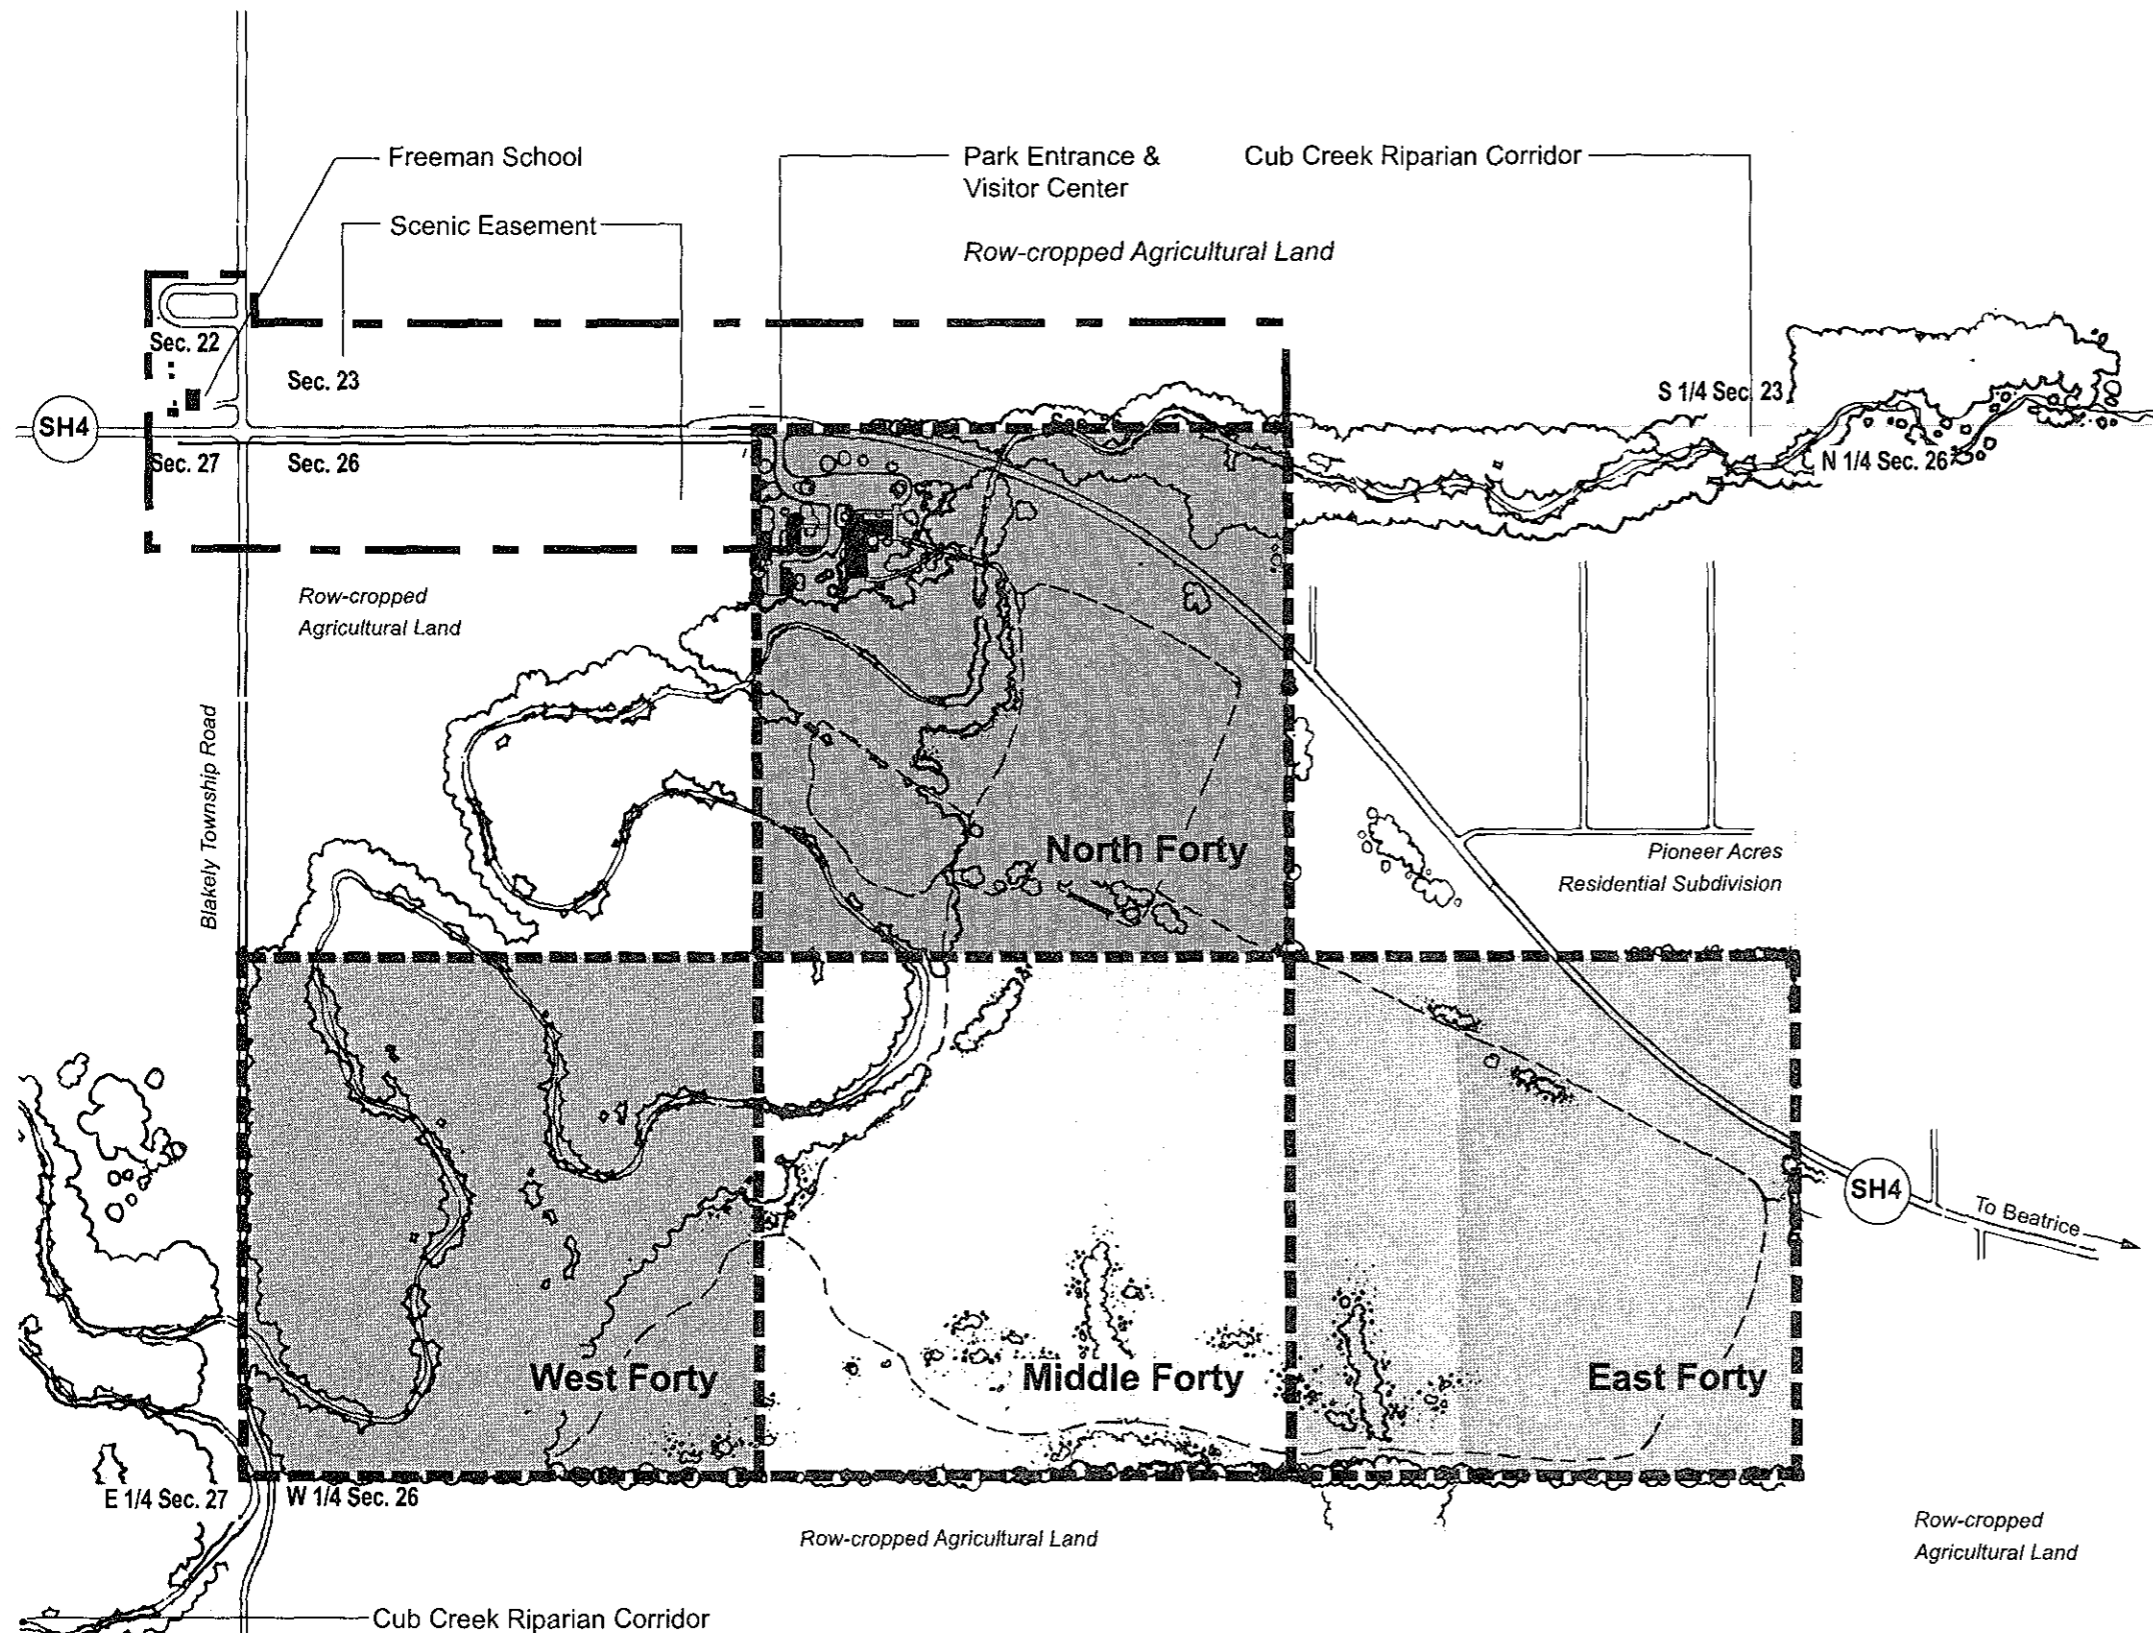 Freeman School
Park Entrance &
Visitor Center
Cub Creek Riparian Corridor
Scenic Easement
Row-cropped Agricultural Land
Sec. 22
Sec. 23
S 1/4 Sec. 23
SH4
Sec. 27
Sec. 26
N 1/4 Sec. 26
Row-cropped
Agricultural Land
Blakely Township Road
North Forty
Pioneer Acres
Residential Subdivision
SH4
To Beatrice
West Forty
Middle Forty
East Forty
E 1/4 Sec. 27
W 1/4 Sec. 26
Row-cropped Agricultural Land
Row-cropped
Agricultural Land
Cub Creek Riparian Corridor